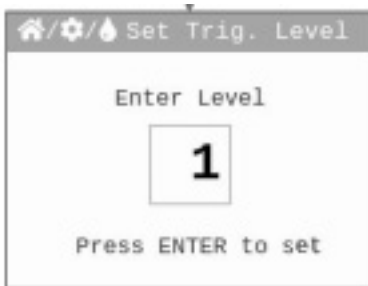 / / Set Trig. Level
Enter Level
1
Press ENTER to set